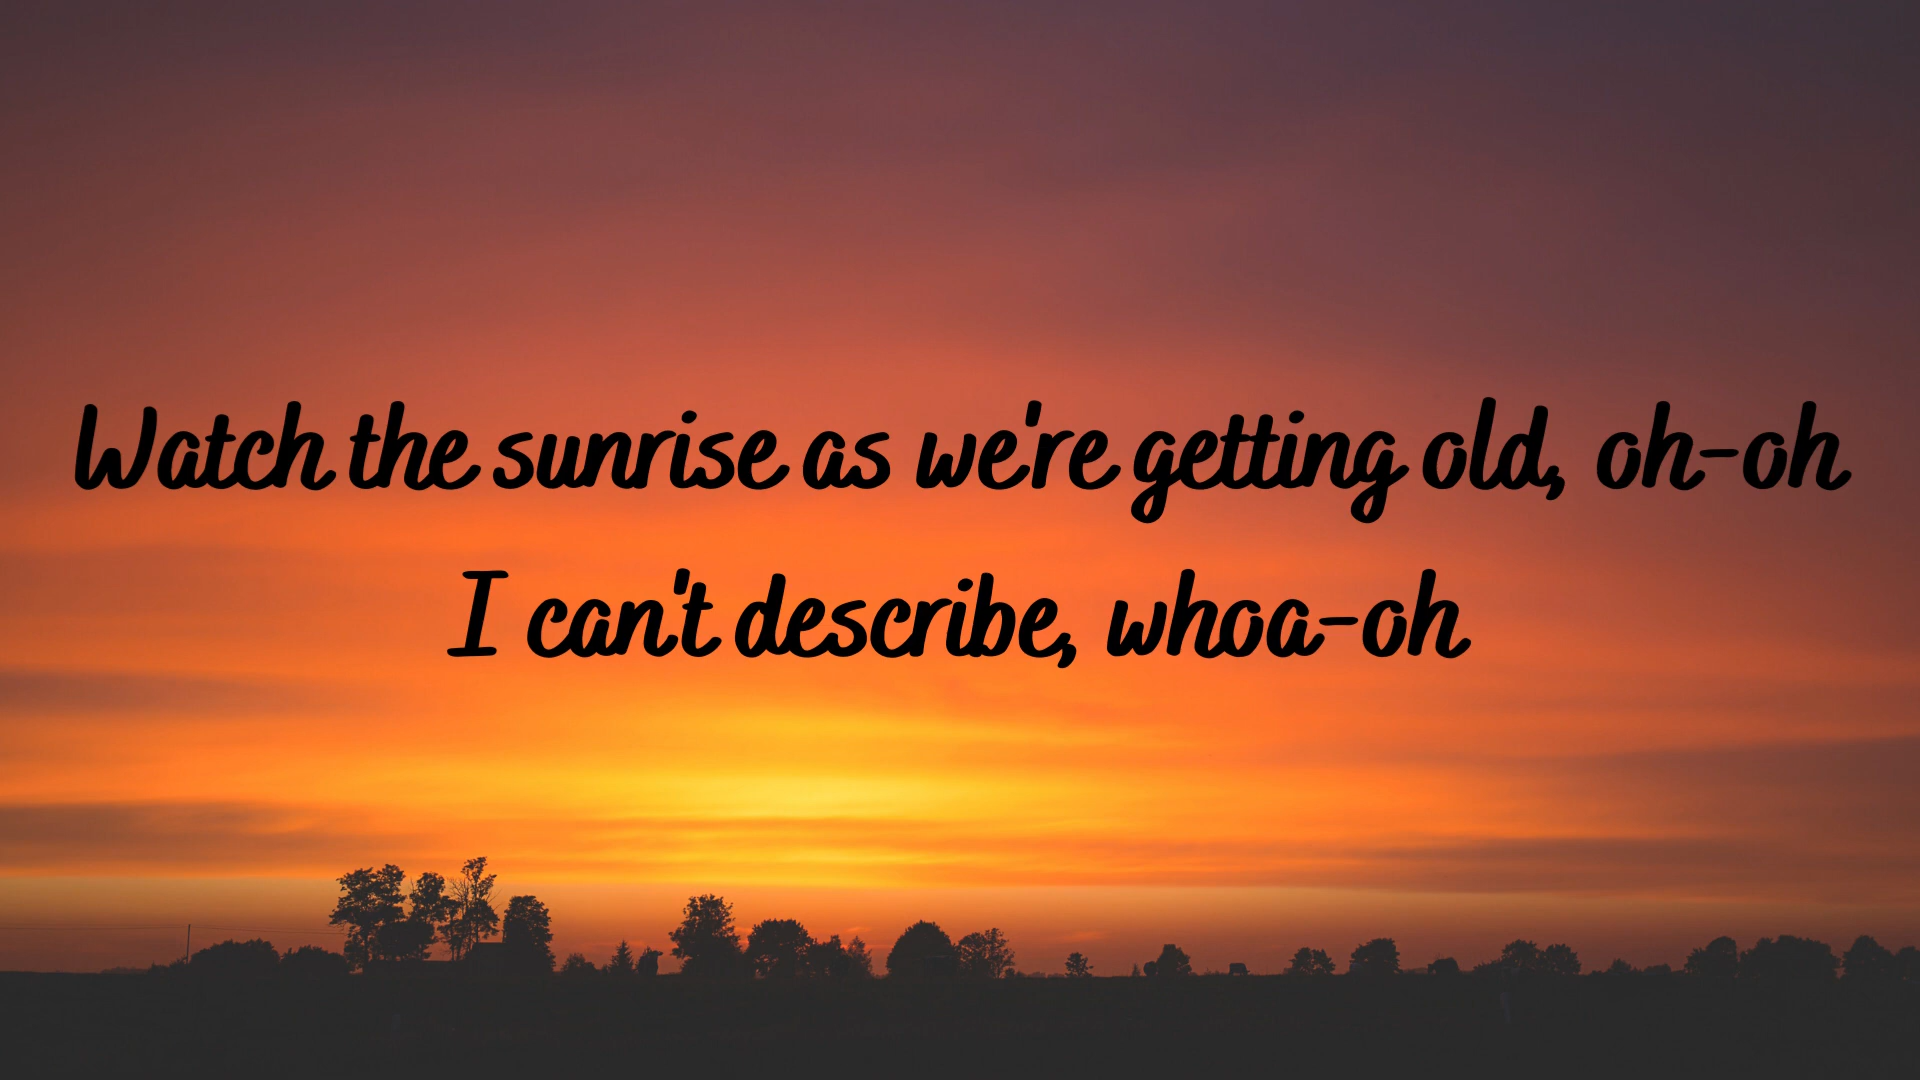 Watch the sunrise as we're getting old, oh-oh
I can't describe, whoa-oh